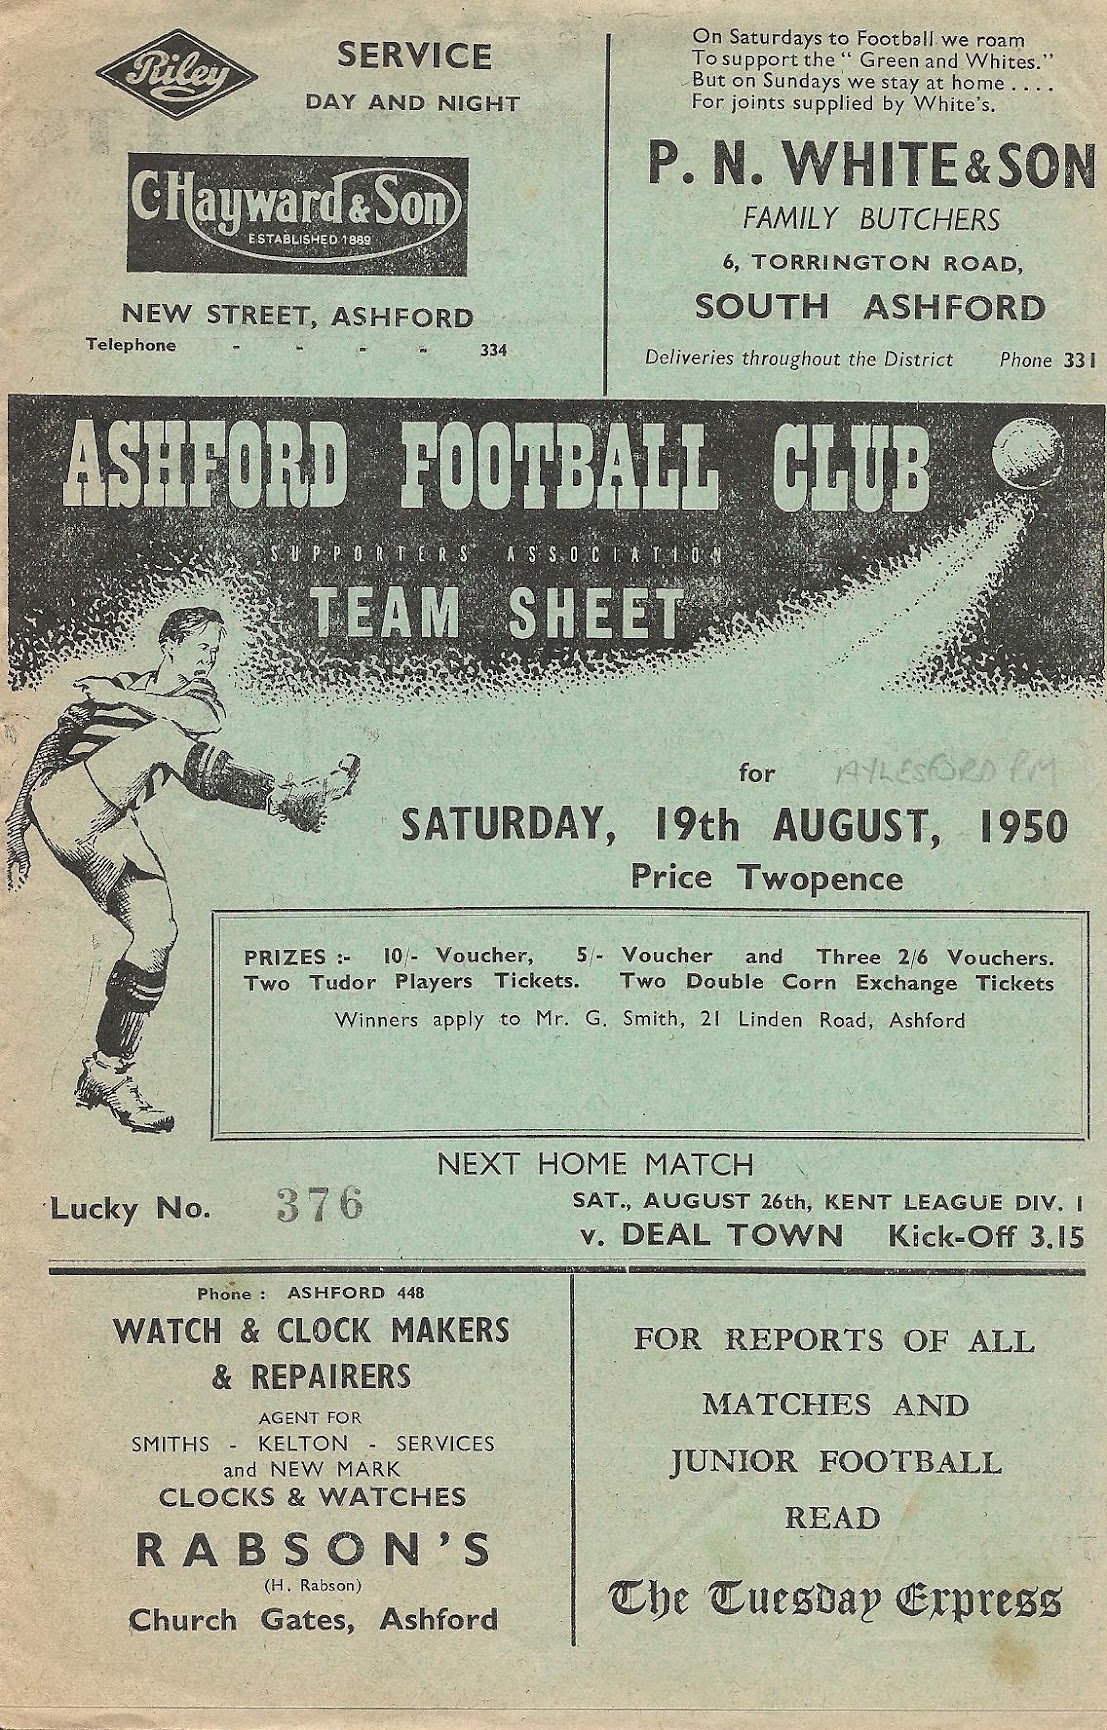 Riley
SERVICE
DAY AND NIGHT
C. Hayward & Son
ESTABLISHED 1889
NEW STREET, ASHFORD
Telephone - - - - 334
On Saturdays to Football we roam
To support the " Green and Whites."
But on Sundays we stay at home . . . .
For joints supplied by White's.
P. N. WHITE & SON
FAMILY BUTCHERS
6, TORRINGTON ROAD,
SOUTH ASHFORD
Deliveries throughout the District Phone 331
ASHFORD FOOTBALL CLUB
SUPPORTERS ASSOCIATION
TEAM SHEET
for AYLESFORD PM
SATURDAY, 19th AUGUST, 1950
Price Twopence
PRIZES :- 10/- Voucher, 5/- Voucher and Three 2/6 Vouchers.
Two Tudor Players Tickets. Two Double Corn Exchange Tickets
Winners apply to Mr. G. Smith, 21 Linden Road, Ashford
NEXT HOME MATCH
Lucky No. 376
SAT., AUGUST 26th, KENT LEAGUE DIV. 1
v. DEAL TOWN Kick-Off 3.15
Phone : ASHFORD 448
WATCH & CLOCK MAKERS
& REPAIRERS
AGENT FOR
SMITHS - KELTON - SERVICES
and NEW MARK
CLOCKS & WATCHES
RABSON'S
(H. Rabson)
Church Gates, Ashford
FOR REPORTS OF ALL
MATCHES AND
JUNIOR FOOTBALL
READ
The Tuesday Express